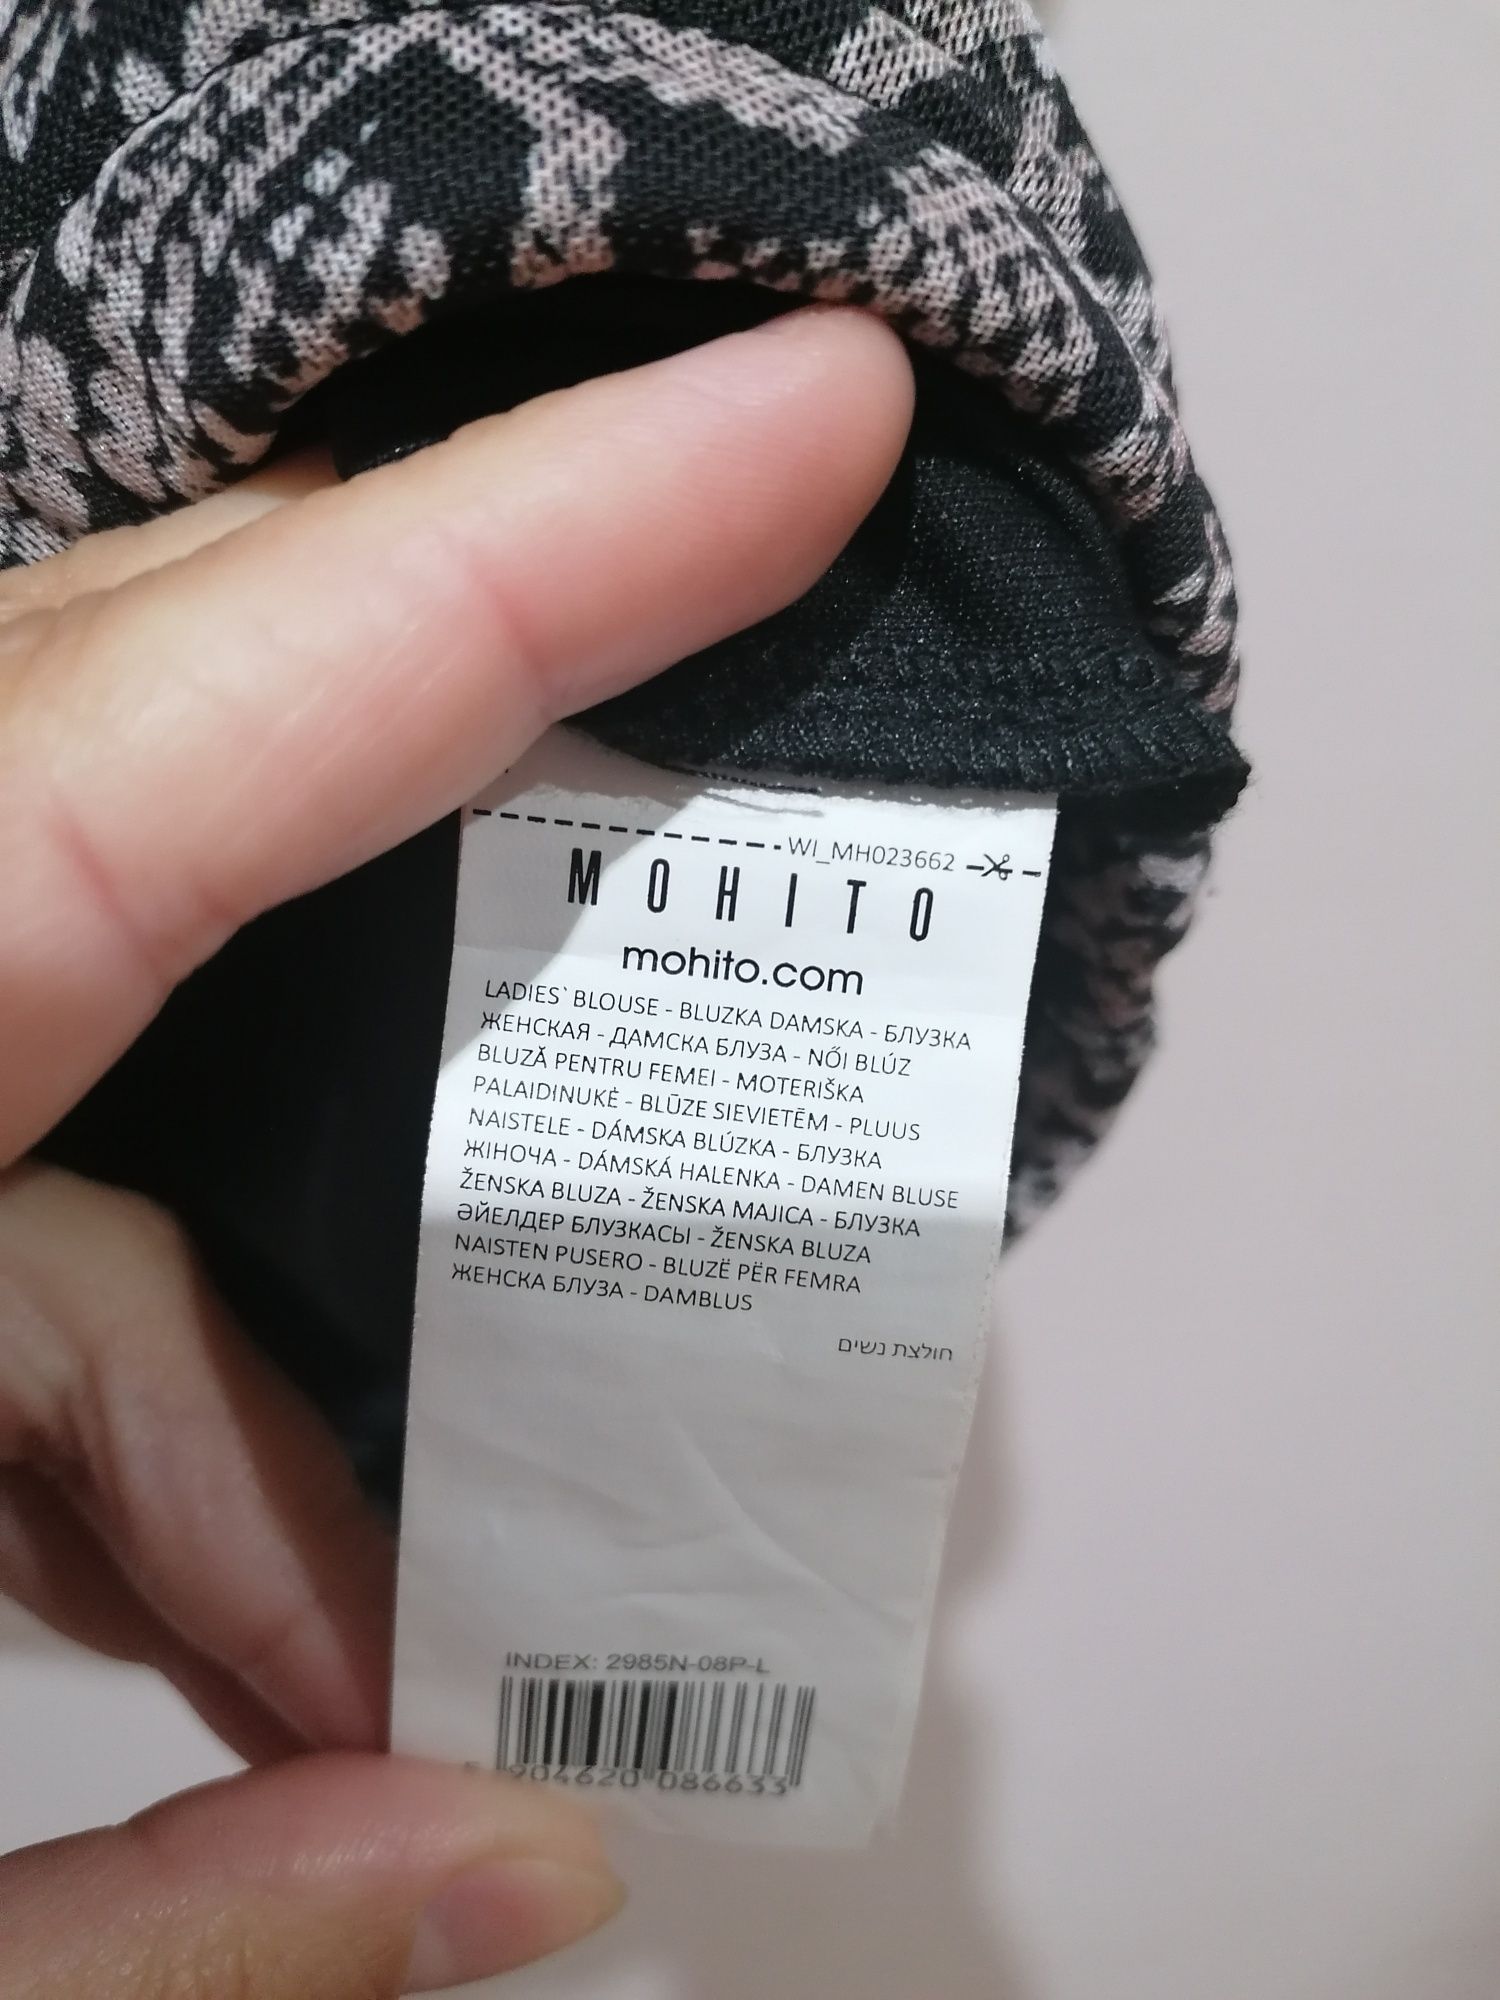 WI_MH023662
MOHITO
mohito.com
LADIES` BLOUSE - BLUZKA DAMSKA - БЛУЗКА
ЖЕНСКАЯ - ДАМСКА БЛУЗА - NŐI BLÚZ
BLUZĂ PENTRU FEMEI - MOTERIŠKA
PALAIDINUKĖ - BLŪZE SIEVIETĒM - PLUUS
NAISTELE - DÁMSKA BLÚZKA - БЛУЗКА
ЖІНОЧА - DÁMSKÁ HALENKA - DAMEN BLUSE
ŽENSKA BLUZA - ŽENSKA MAJICA - БЛУЗКА
ӘЙЕЛДЕР БЛУЗКАСЫ - ŽENSKA BLUZA
NAISTEN PUSERO - BLUZË PËR FEMRA
ЖЕНСКА БЛУЗА - DAMBLUS
חולצת נשים
INDEX: 2985N-08P-L
5 904620 086633